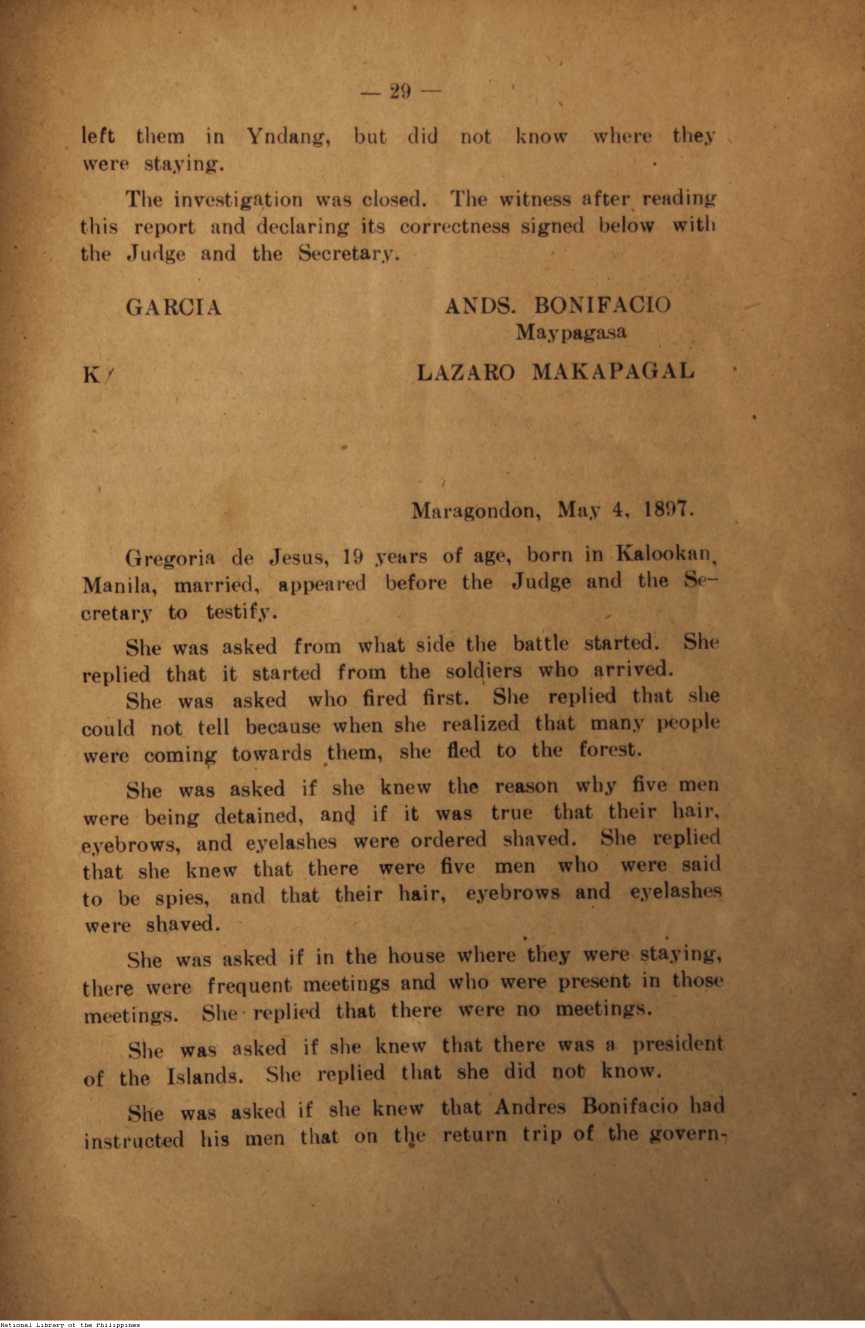 — 29 —
left them in Yndang, but did not know where they
were staying.
The investigation was closed. The witness after reading
this report and declaring its correctness signed below with
the Judge and the Secretary.
GARCIA ANDS. BONIFACIO
Maypagasa
K/ LAZARO MAKAPAGAL
Maragondon, May 4, 1897.
Gregoria de Jesus, 19 years of age, born in Kalookan,
Manila, married, appeared before the Judge and the Se-
cretary to testify.
She was asked from what side the battle started. She
replied that it started from the soldiers who arrived.
She was asked who fired first. She replied that she
could not tell because when she realized that many people
were coming towards them, she fled to the forest.
She was asked if she knew the reason why five men
were being detained, and if it was true that their hair,
eyebrows, and eyelashes were ordered shaved. She replied
that she knew that there were five men who were said
to be spies, and that their hair, eyebrows and eyelashes
were shaved.
She was asked if in the house where they were staying,
there were frequent meetings and who were present in those
meetings. She replied that there were no meetings.
She was asked if she knew that there was a president
of the Islands. She replied that she did not know.
She was asked if she knew that Andres Bonifacio had
instructed his men that on the return trip of the govern-
National Library of the Philippines